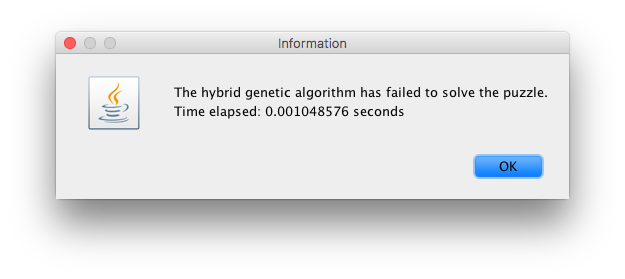 Information
The hybrid genetic algorithm has failed to solve the puzzle.
Time elapsed: 0.001048576 seconds
OK